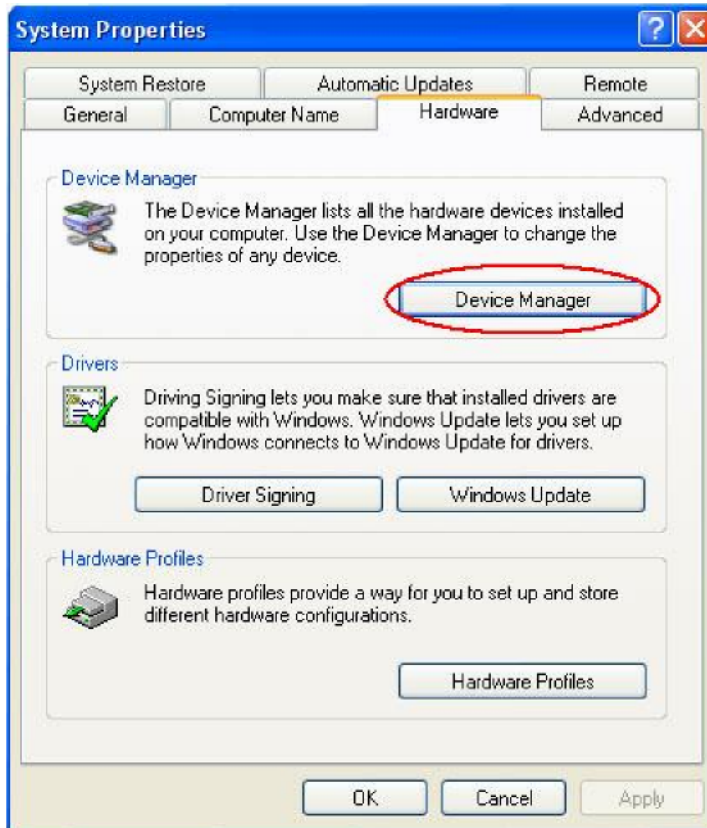 System Properties
System Restore Automatic Updates Remote
General Computer Name Hardware Advanced
Device Manager
The Device Manager lists all the hardware devices installed
on your computer. Use the Device Manager to change the
properties of any device.
Device Manager
Drivers
Driving Signing lets you make sure that installed drivers are
compatible with Windows. Windows Update lets you set up
how Windows connects to Windows Update for drivers.
Driver Signing Windows Update
Hardware Profiles
Hardware profiles provide a way for you to set up and store
different hardware configurations.
Hardware Profiles
OK Cancel Apply